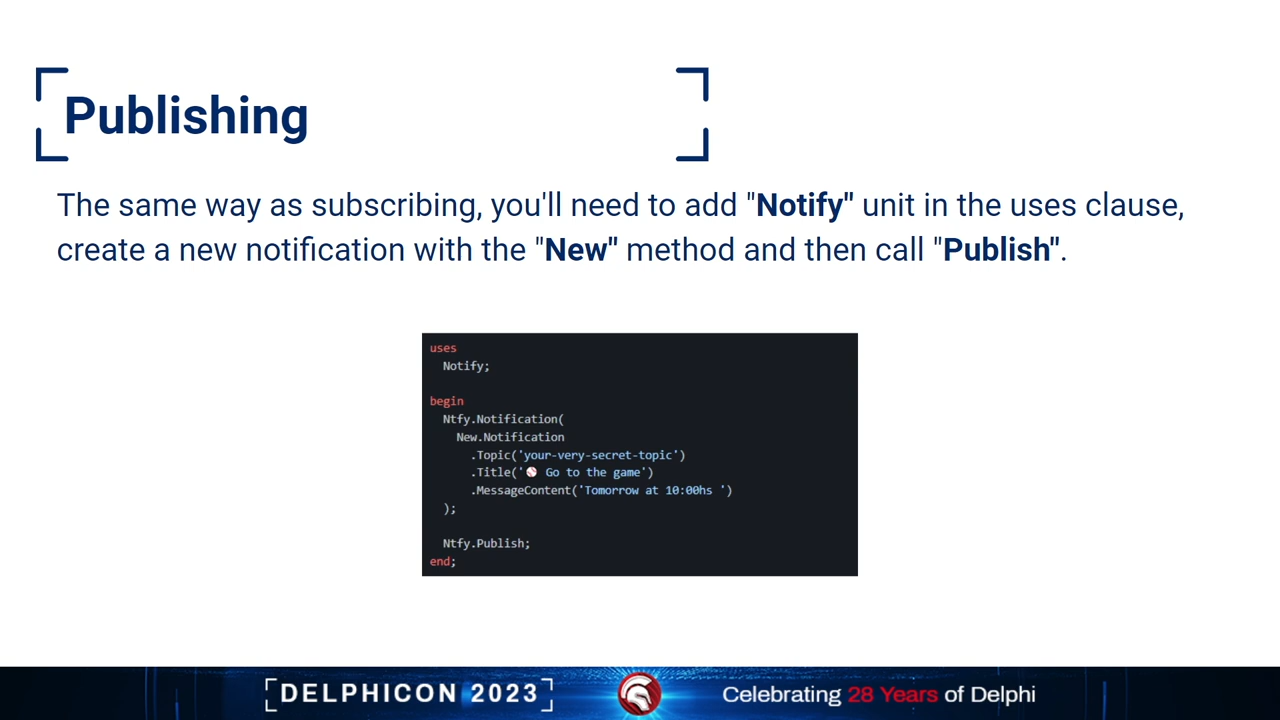 Publishing
The same way as subscribing, you'll need to add "Notify" unit in the uses clause,
create a new notification with the "New" method and then call "Publish".
uses
  Notify;
begin
  Ntfy.Notification(
    New.Notification
      .Topic('your-very-secret-topic')
      .Title('⚾ Go to the game')
      .MessageContent('Tomorrow at 10:00hs ')
  );
  Ntfy.Publish;
end;
DELPHICON 2023
Celebrating 28 Years of Delphi